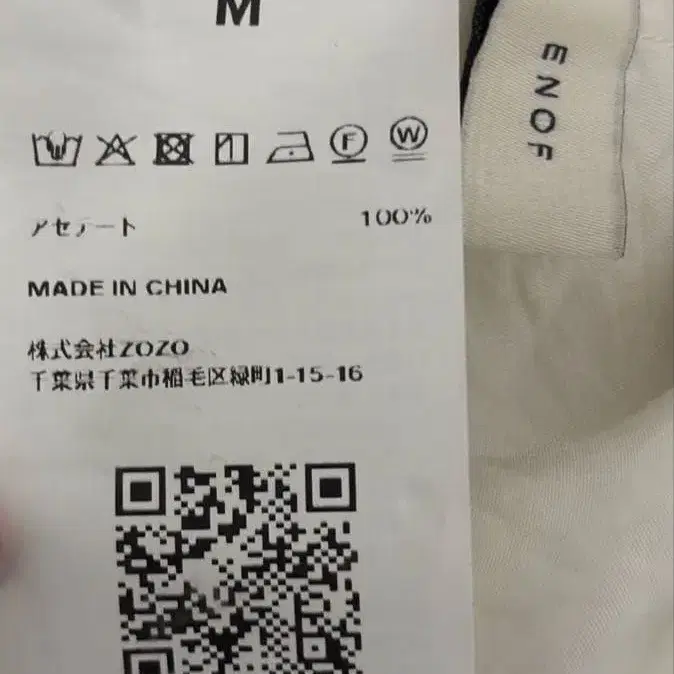 M
F W
アセテート 100%
MADE IN CHINA
株式会社ZOZO
千葉県千葉市稲毛区緑町1-15-16
ENOF